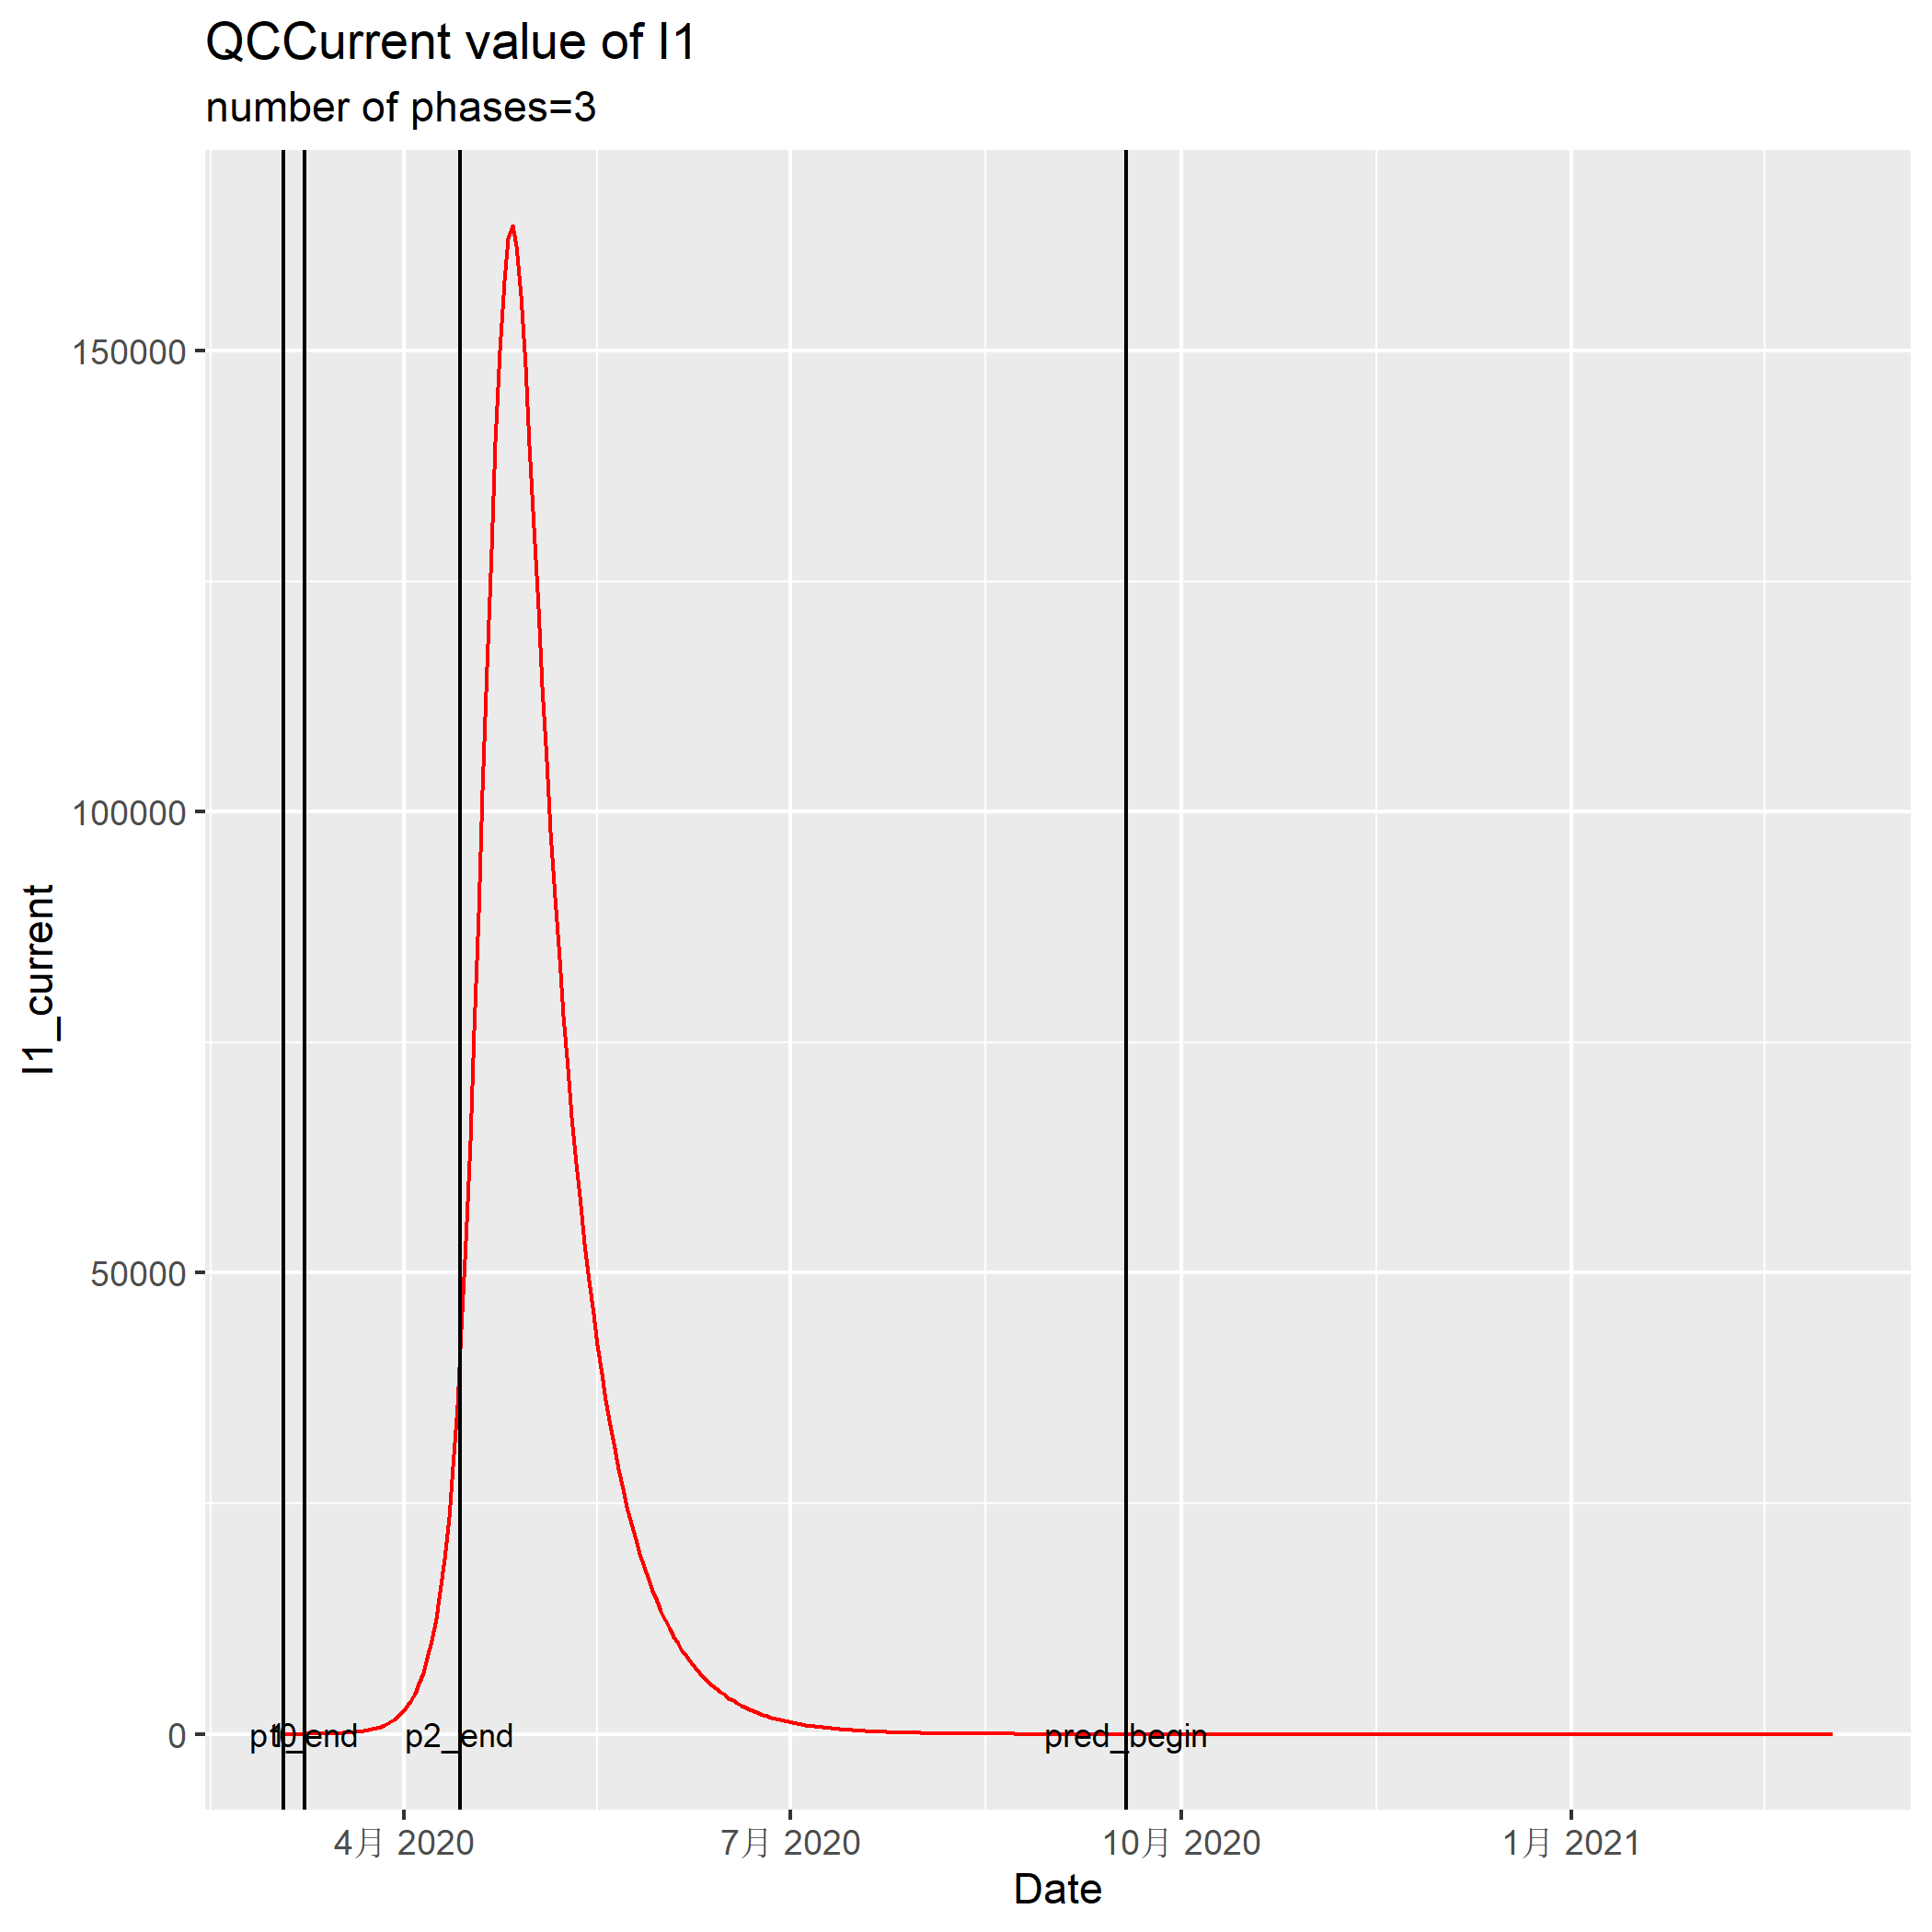 QCCurrent value of I1
number of phases=3
I1_current
150000
100000
50000
0
p2_end
pred_begin
4月 2020
7月 2020
10月 2020
1月 2021
Date